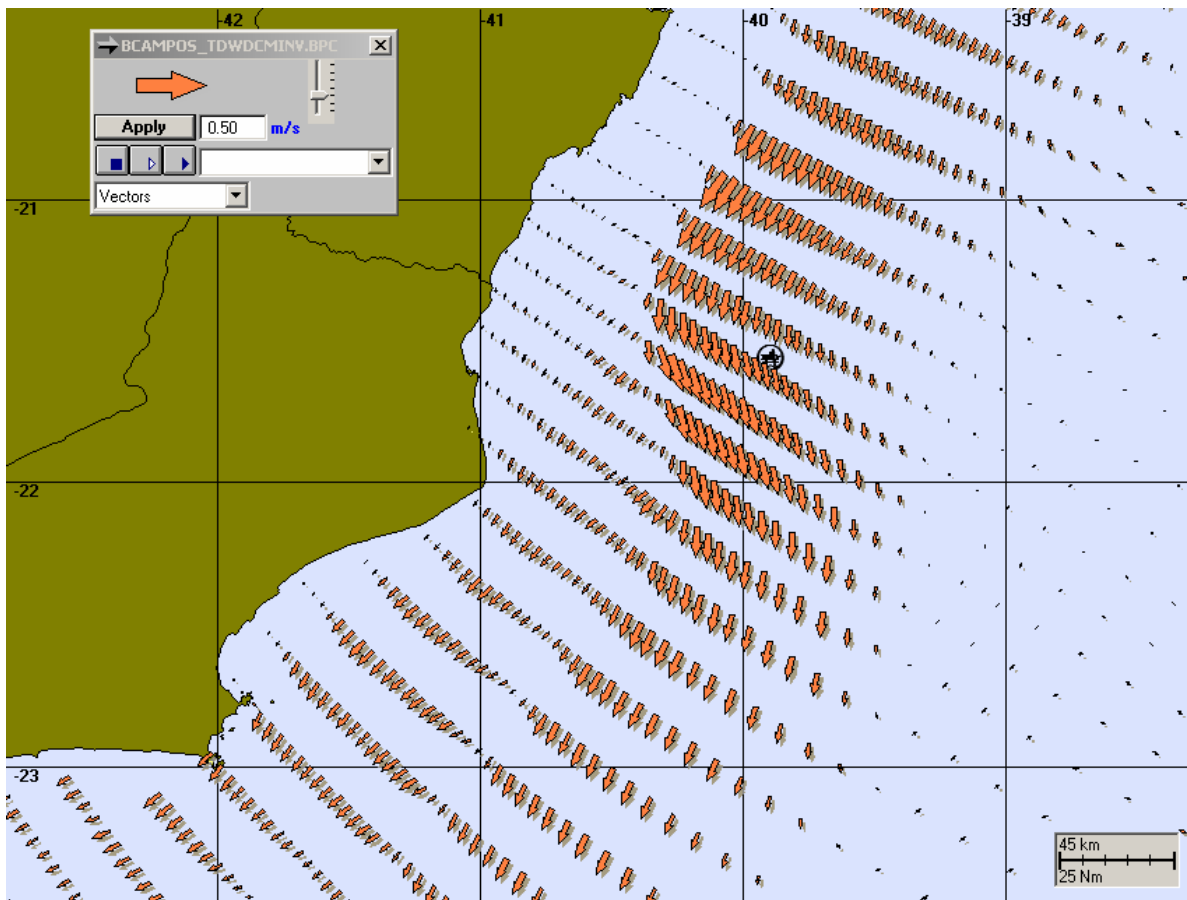 -42
-41
-40
-39
BCAMPOS_TDWDCMINV.BPC
Apply
0.50
m/s
Vectors
-21
-22
-23
45 km
25 Nm